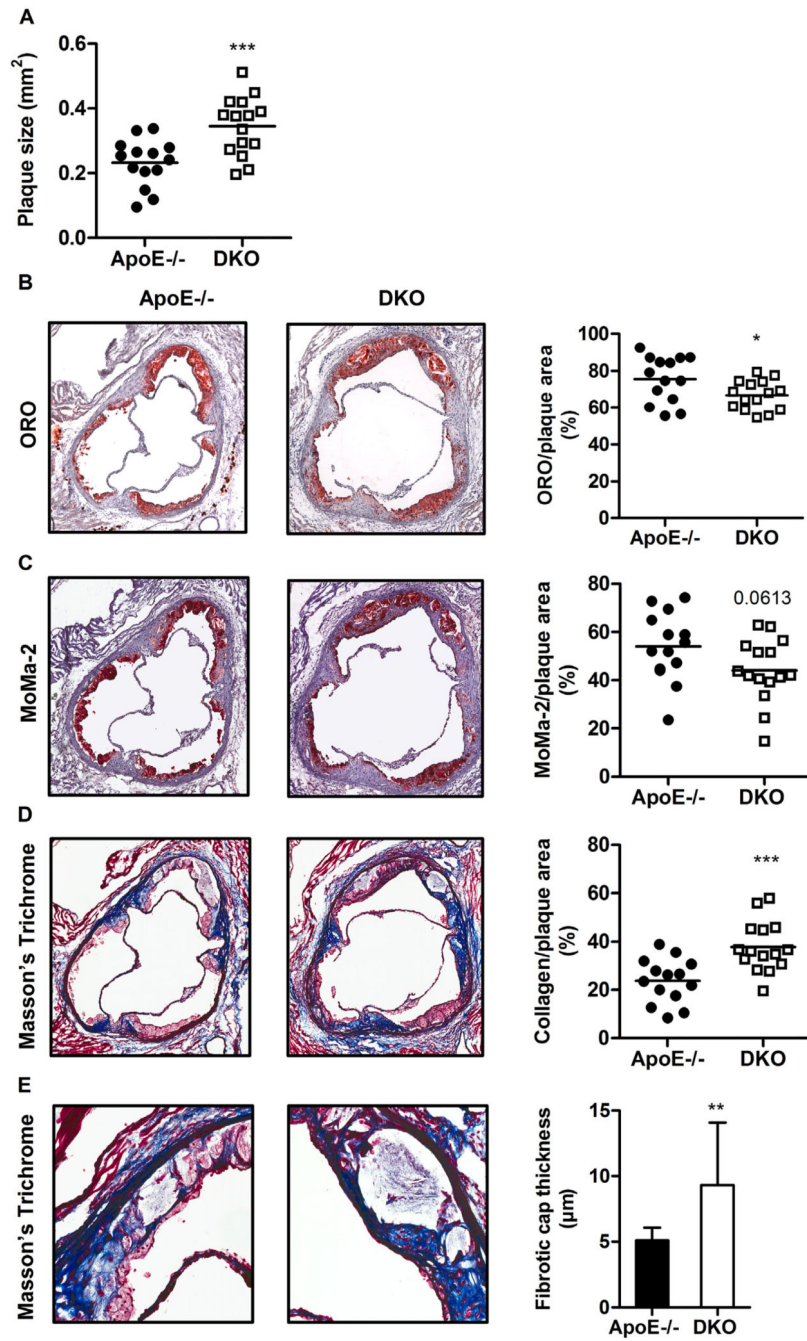 A
Plaque size (mm²)
0.6
0.4
0.2
0.0
***
ApoE-/-
DKO
B
ApoE-/-
DKO
ORO
ORO/plaque area
(%)
100
80
60
40
20
0
*
ApoE-/-
DKO
C
MoMa-2
MoMa-2/plaque area
(%)
80
60
40
20
0
0.0613
ApoE-/-
DKO
D
Masson's Trichrome
Collagen/plaque area
(%)
80
60
40
20
0
***
ApoE-/-
DKO
E
Masson's Trichrome
Fibrotic cap thickness
(µm)
15
10
5
0
**
ApoE-/-
DKO